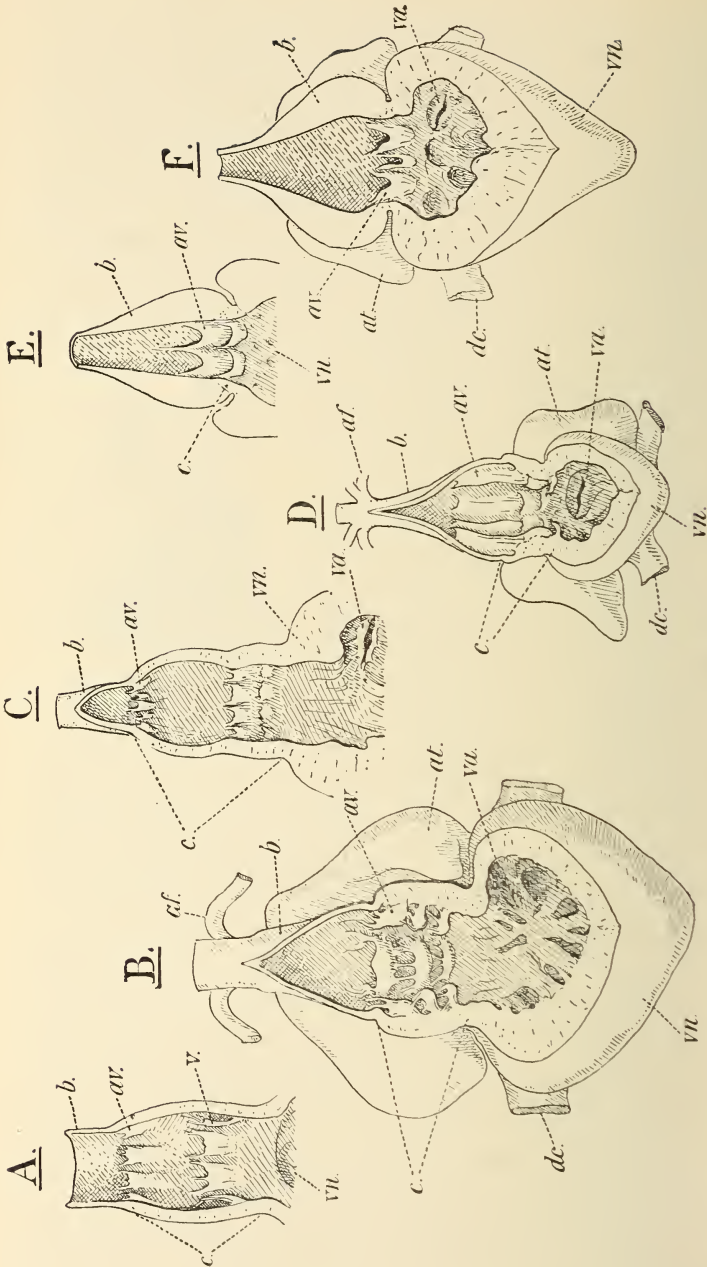 A.
b.
av.
v.
c.
vn.
B.
af.
b.
av.
at.
va.
c.
dc.
vn.
C.
b.
av.
vn.
va.
c.
D.
af.
b.
av.
at.
va.
c.
dc.
vn.
E.
b.
av.
c.
vn.
F.
b.
va.
av.
at.
dc.
vn.